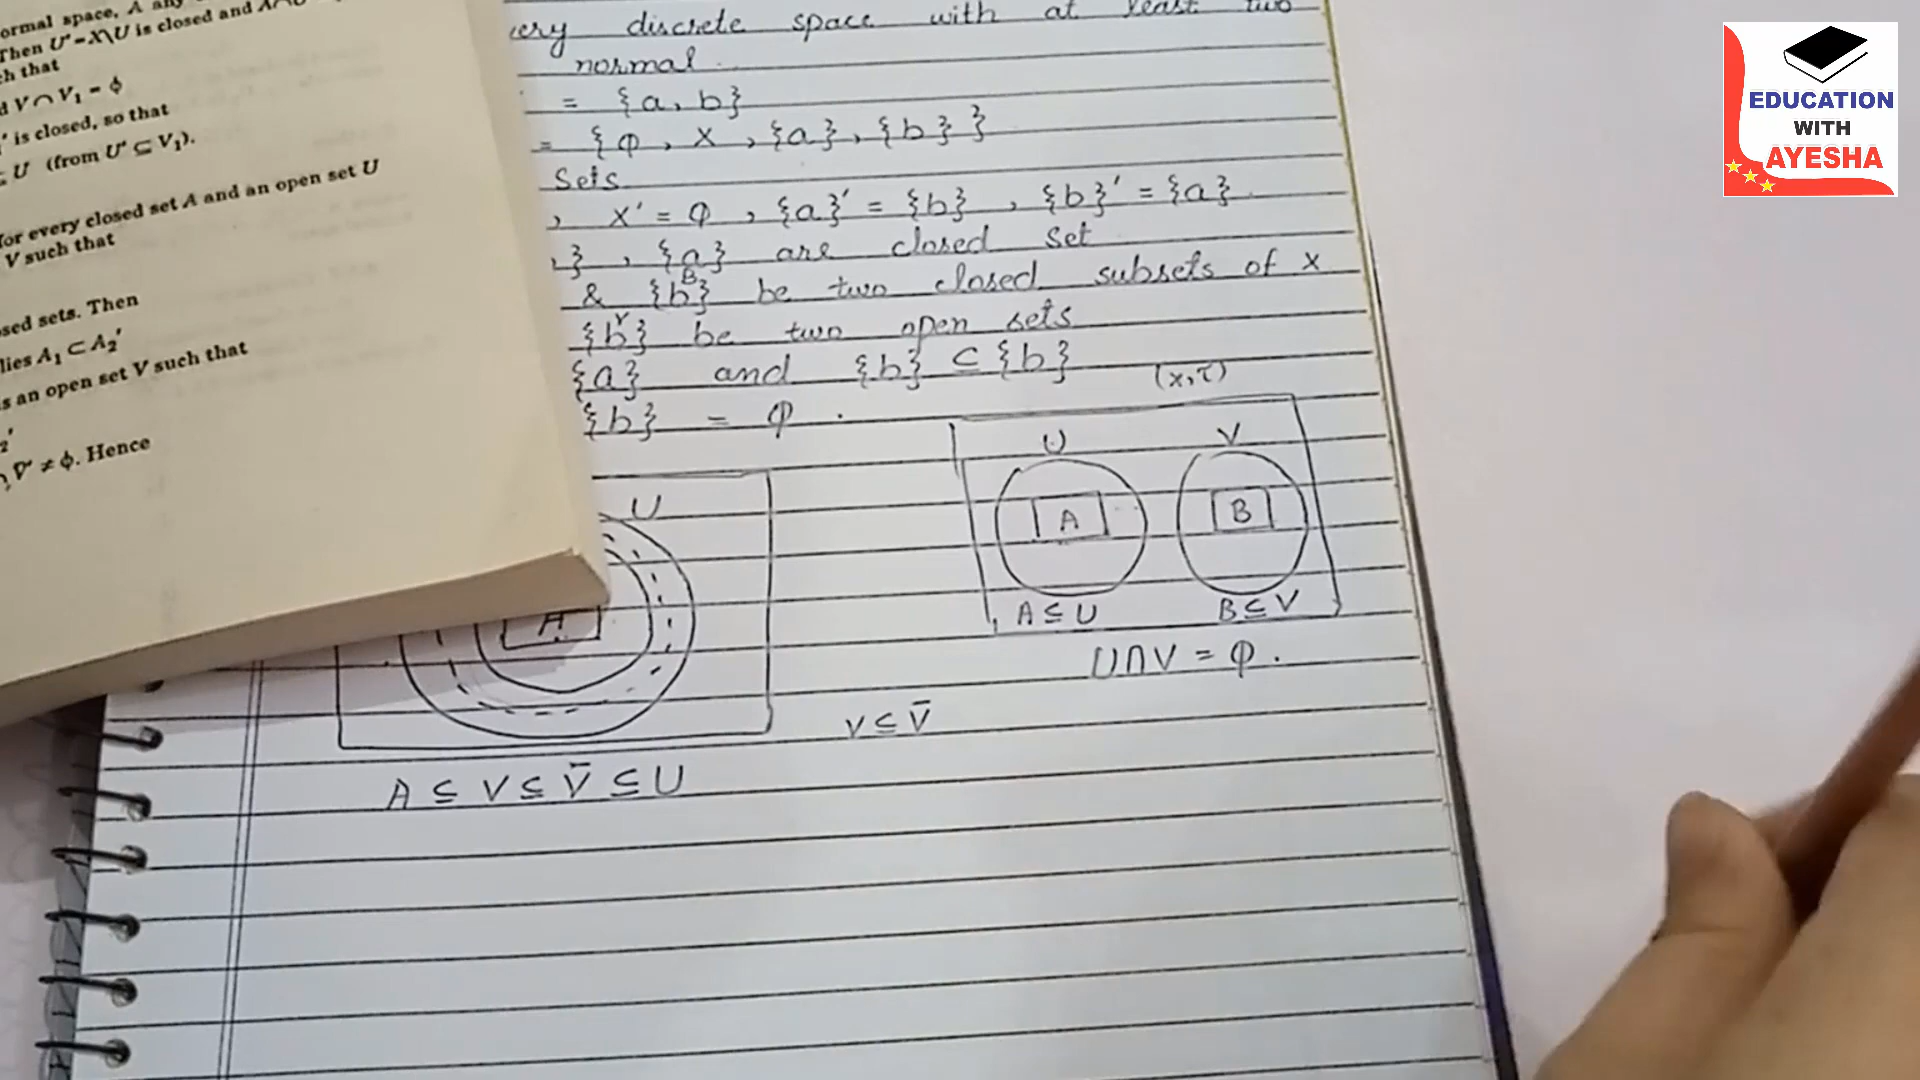 ormal space, A any
Then U' = X\U is closed and A∩U
ch that
d V ∩ V₁ = ϕ
' is closed, so that
⊆ U (from U' ⊆ V₁).
for every closed set A and an open set U
V such that
sed sets. Then
lies A₁ ⊂ A₂'
s an open set V such that
₂'
V̄' ≠ ϕ. Hence
ery discrete space with at least two
normal.
= {a, b}
= {φ, X, {a}, {b}}
Sets
, X' = φ, {a}' = {b}, {b}' = {a}.
}, {a} are closed set
& {b} be two closed subsets of X
B
{b} be two open sets
V
{a} and {b} ⊆ {b}
{b} = φ.
(X,τ)
U V
A B
A ⊆ U B ⊆ V
U∩V = φ.
U
A
V ⊆ V̄
A ⊆ V ⊆ V̄ ⊆ U
EDUCATION
WITH
AYESHA